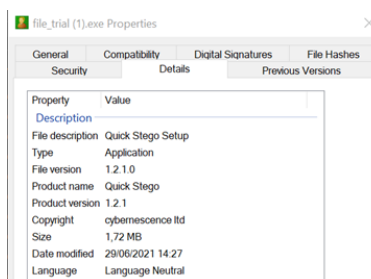 file_trial (1).exe Properties
General Compatibility Digital Signatures File Hashes
Security Details Previous Versions
Property Value
Description
File description Quick Stego Setup
Type Application
File version 1.2.1.0
Product name Quick Stego
Product version 1.2.1
Copyright cybernescence ltd
Size 1,72 MB
Date modified 29/06/2021 14:27
Language Language Neutral